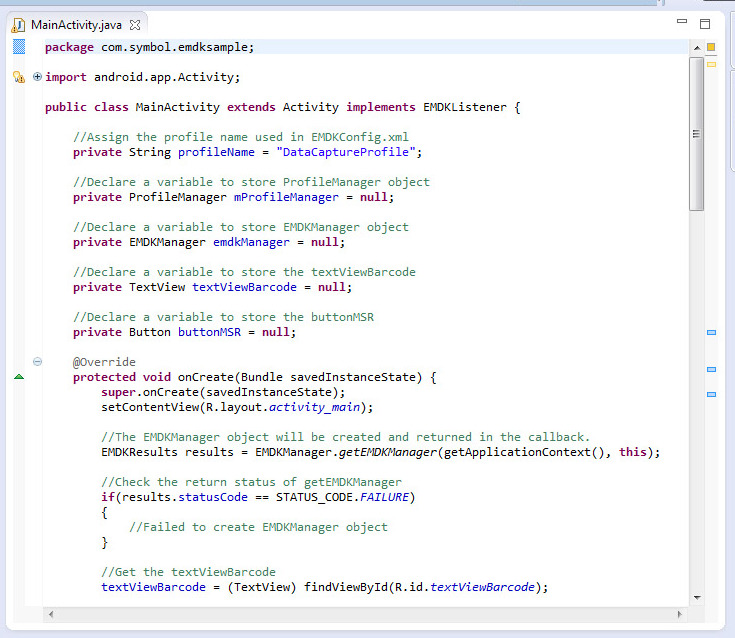 MainActivity.java
package com.symbol.emdksample;
import android.app.Activity;
public class MainActivity extends Activity implements EMDKListener {
//Assign the profile name used in EMDKConfig.xml
private String profileName = "DataCaptureProfile";
//Declare a variable to store ProfileManager object
private ProfileManager mProfileManager = null;
//Declare a variable to store EMDKManager object
private EMDKManager emdkManager = null;
//Declare a variable to store the textViewBarcode
private TextView textViewBarcode = null;
//Declare a variable to store the buttonMSR
private Button buttonMSR = null;
@Override
protected void onCreate(Bundle savedInstanceState) {
super.onCreate(savedInstanceState);
setContentView(R.layout.activity_main);
//The EMDKManager object will be created and returned in the callback.
EMDKResults results = EMDKManager.getEMDKManager(getApplicationContext(), this);
//Check the return status of getEMDKManager
if(results.statusCode == STATUS_CODE.FAILURE)
{
//Failed to create EMDKManager object
}
//Get the textViewBarcode
textViewBarcode = (TextView) findViewById(R.id.textViewBarcode);